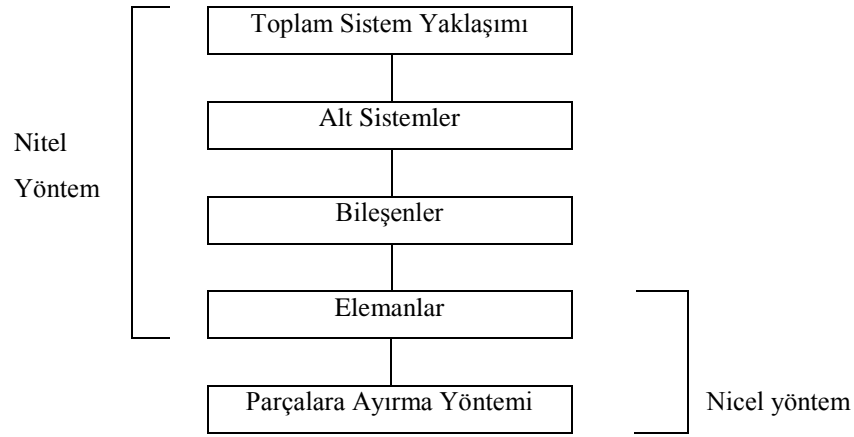 Toplam Sistem Yaklaşımı
Alt Sistemler
Nitel
Yöntem
Bileşenler
Elemanlar
Parçalara Ayırma Yöntemi
Nicel yöntem